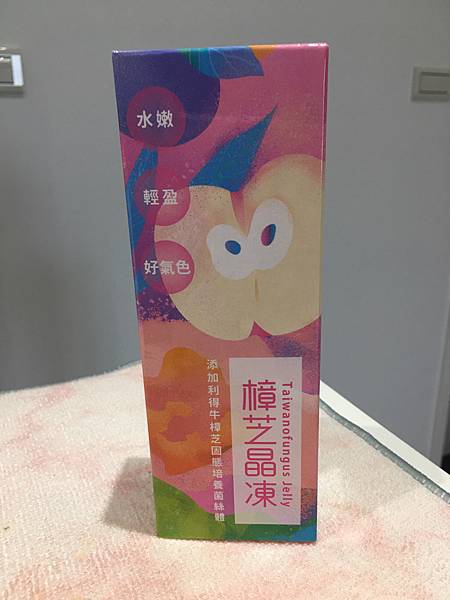 水嫩
輕盈
好氣色
添加利得牛樟芝固態培養菌絲體
樟芝晶凍
Taiwanofungus Jelly